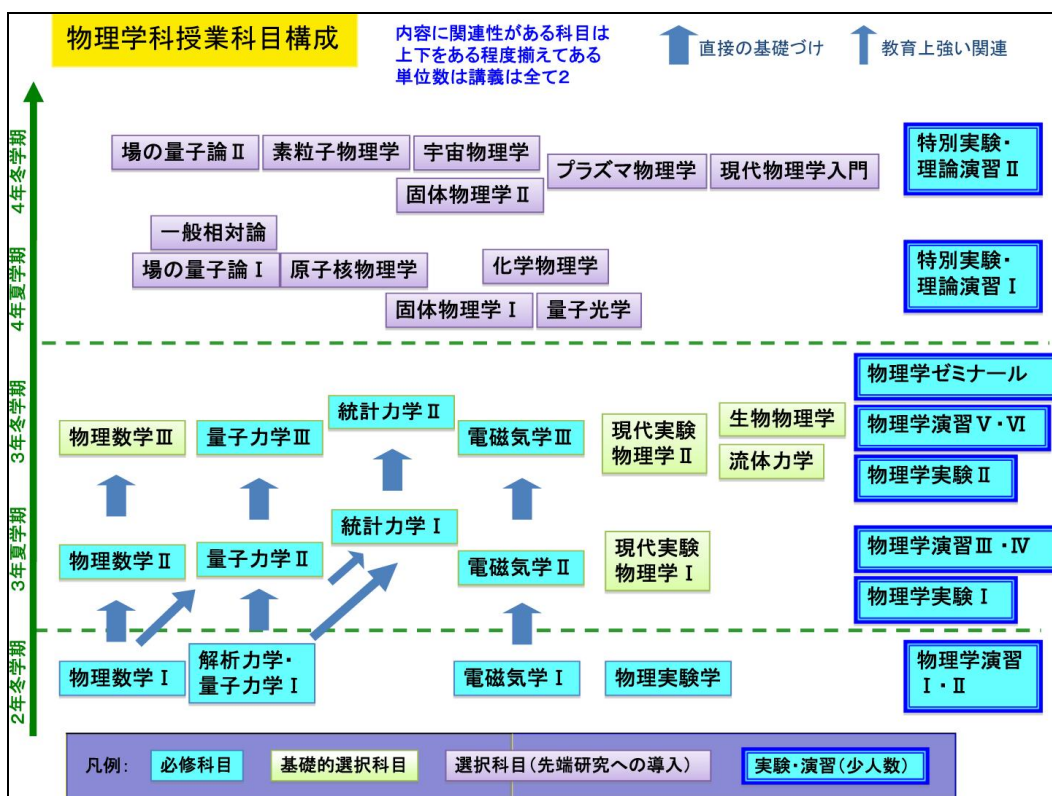 物理学科授業科目構成
内容に関連性がある科目は
上下をある程度揃えてある
単位数は講義は全て2
直接の基礎づけ
教育上強い関連
4年冬学期
場の量子論Ⅱ
素粒子物理学
宇宙物理学
固体物理学Ⅱ
プラズマ物理学
現代物理学入門
特別実験・
理論演習Ⅱ
4年夏学期
一般相対論
場の量子論Ⅰ
原子核物理学
化学物理学
固体物理学Ⅰ
量子光学
特別実験・
理論演習Ⅰ
3年冬学期
物理数学Ⅲ
量子力学Ⅲ
統計力学Ⅱ
電磁気学Ⅲ
現代実験
物理学Ⅱ
生物物理学
流体力学
物理学ゼミナール
物理学演習Ⅴ・Ⅵ
物理学実験Ⅱ
3年夏学期
物理数学Ⅱ
量子力学Ⅱ
統計力学Ⅰ
電磁気学Ⅱ
現代実験
物理学Ⅰ
物理学演習Ⅲ・Ⅳ
物理学実験Ⅰ
2年冬学期
物理数学Ⅰ
解析力学・
量子力学Ⅰ
電磁気学Ⅰ
物理実験学
物理学演習
Ⅰ・Ⅱ
凡例:
必修科目
基礎的選択科目
選択科目(先端研究への導入)
実験・演習(少人数)